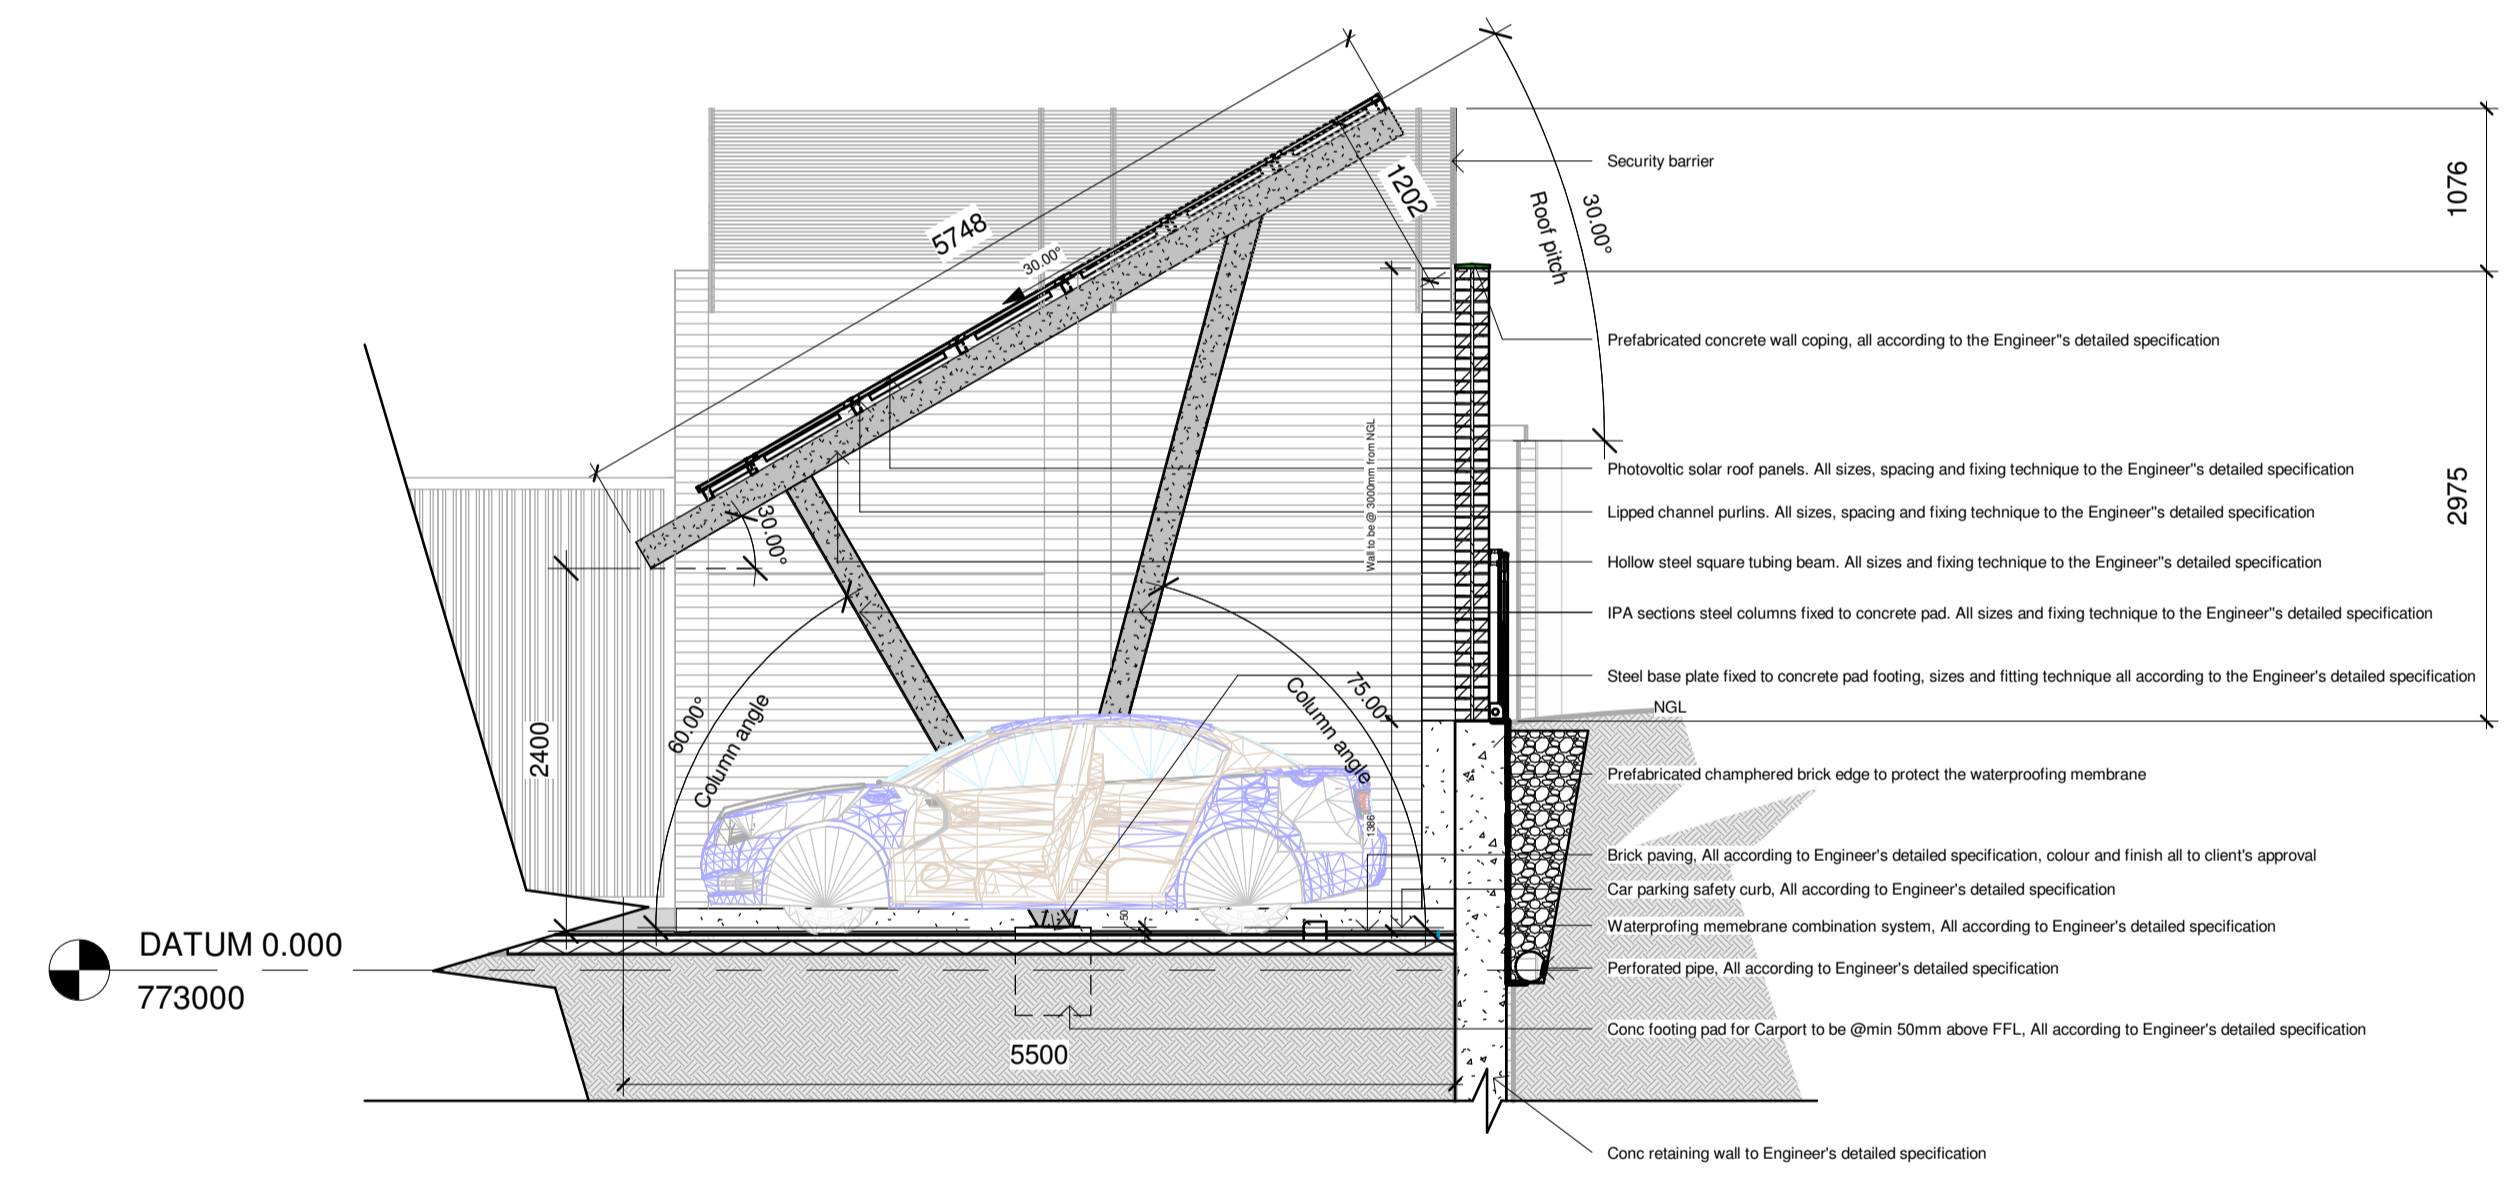 5748
1202
30.00°
Roof pitch
30.00°
1076
Security barrier
Prefabricated concrete wall coping, all according to the Engineer"s detailed specification
Photovoltic solar roof panels. All sizes, spacing and fixing technique to the Engineer"s detailed specification
2975
Lipped channel purlins. All sizes, spacing and fixing technique to the Engineer"s detailed specification
30.00°
Wall to be @ 3000mm from NGL
Hollow steel square tubing beam. All sizes and fixing technique to the Engineer"s detailed specification
IPA sections steel columns fixed to concrete pad. All sizes and fixing technique to the Engineer"s detailed specification
Steel base plate fixed to concrete pad footing, sizes and fitting technique all according to the Engineer's detailed specification
NGL
2400
60.00°
Column angle
75.00°
Column angle
Prefabricated champhered brick edge to protect the waterproofing membrane
1386
Brick paving, All according to Engineer's detailed specification, colour and finish all to client's approval
Car parking safety curb, All according to Engineer's detailed specification
50
Waterprofing memebrane combination system, All according to Engineer's detailed specification
DATUM 0.000
773000
Perforated pipe, All according to Engineer's detailed specification
Conc footing pad for Carport to be @min 50mm above FFL, All according to Engineer's detailed specification
5500
Conc retaining wall to Engineer's detailed specification